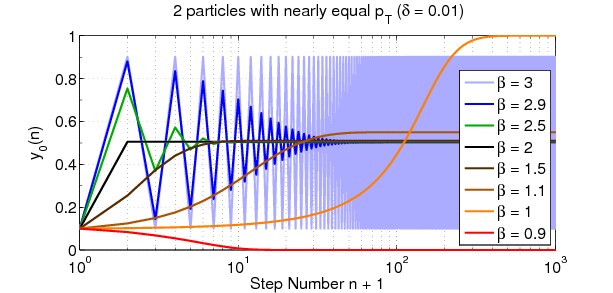 2 particles with nearly equal p_T (δ = 0.01)
y_0(n)
1
0.8
0.6
0.4
0.2
0
β = 3
β = 2.9
β = 2.5
β = 2
β = 1.5
β = 1.1
β = 1
β = 0.9
10^0 10^1 10^2 10^3
Step Number n + 1